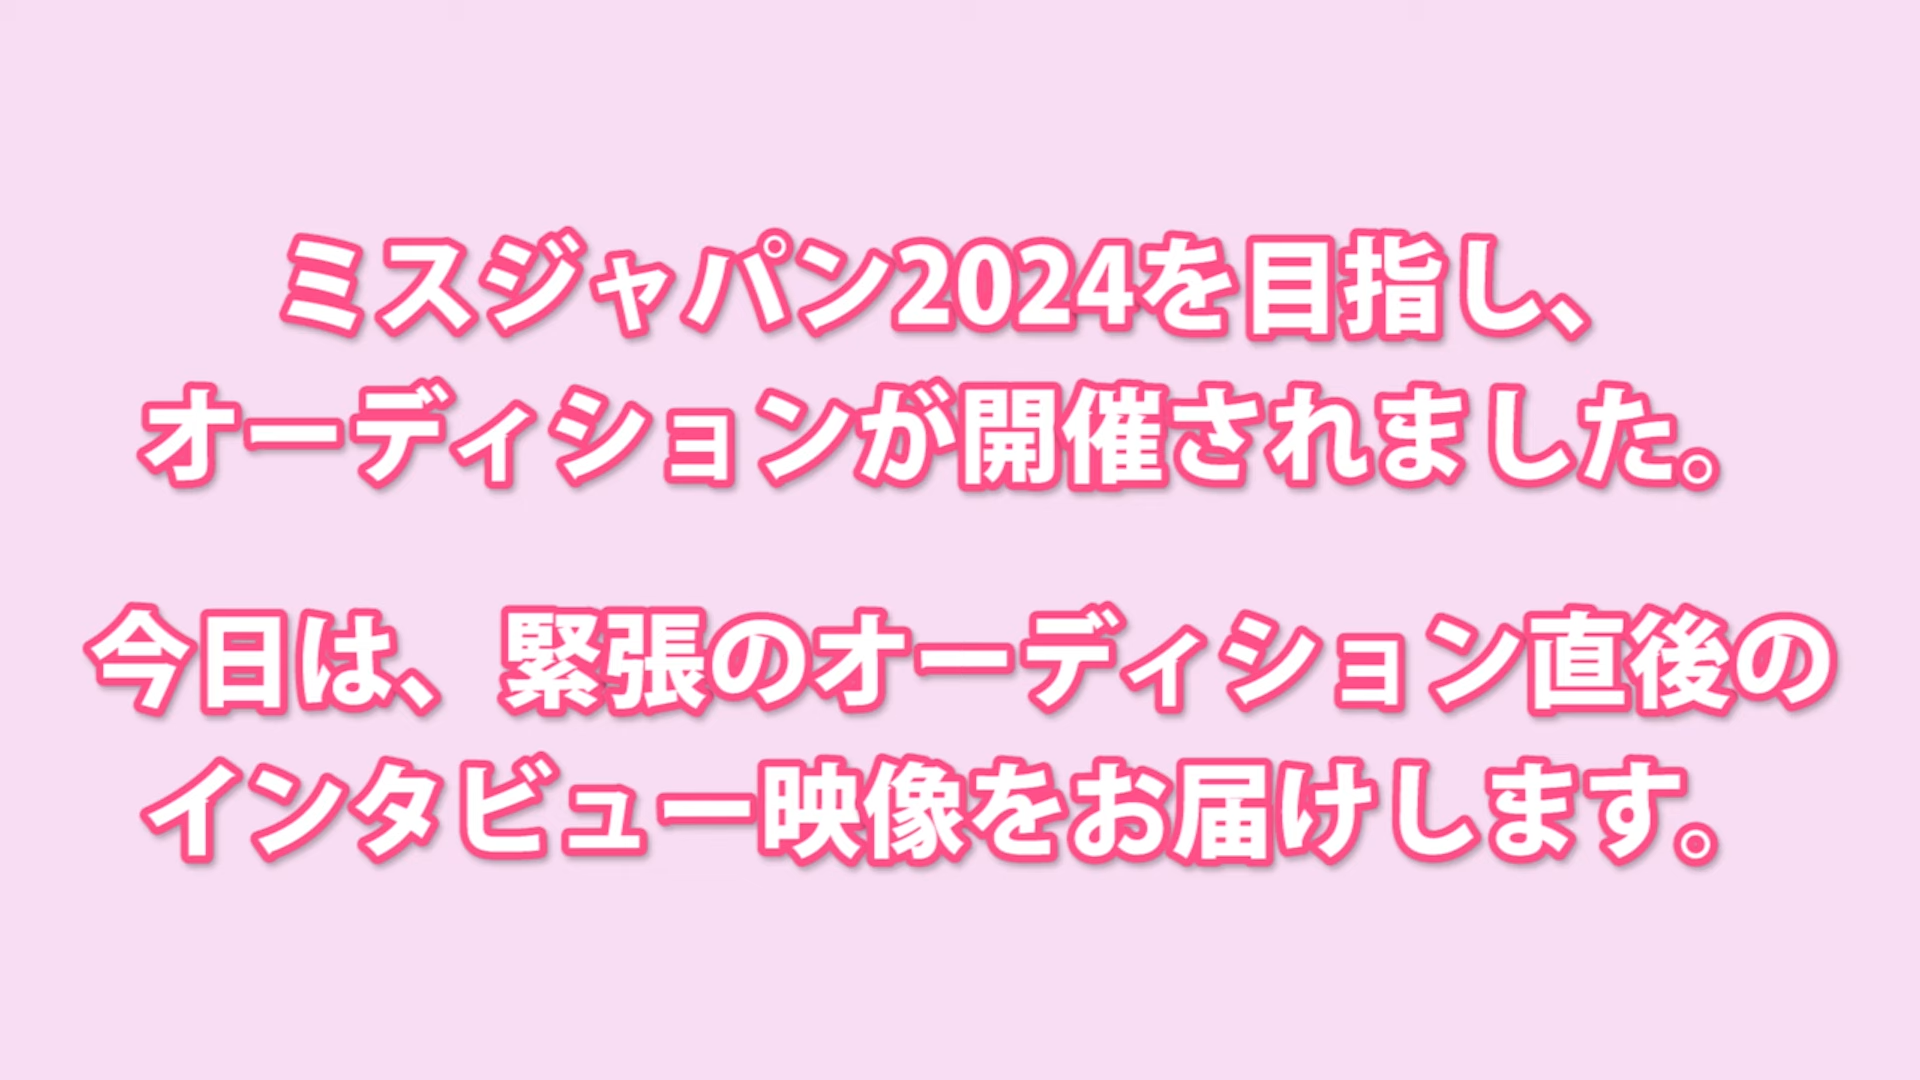 ミスジャパン2024を目指し、
オーディションが開催されました。
今日は、緊張のオーディション直後の
インタビュー映像をお届けします。